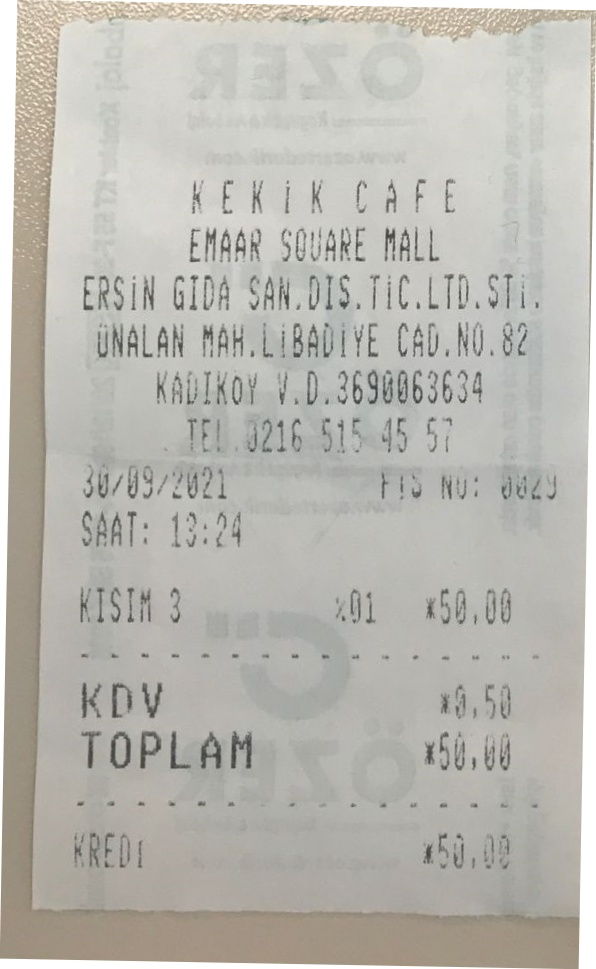 KEKİK CAFE
EMAAR SQUARE MALL
ERSİN GIDA SAN.DIS.TİC.LTD.STİ.
ÜNALAN MAH.LİBADİYE CAD.NO.82
KADIKÖY V.D.3690063634
TEL.0216 515 45 57
30/09/2021 FİŞ NO: 0029
SAAT: 13:24
KISIM 3 %01 *50,00
KDV *0,50
TOPLAM *50,00
KREDİ *50,00